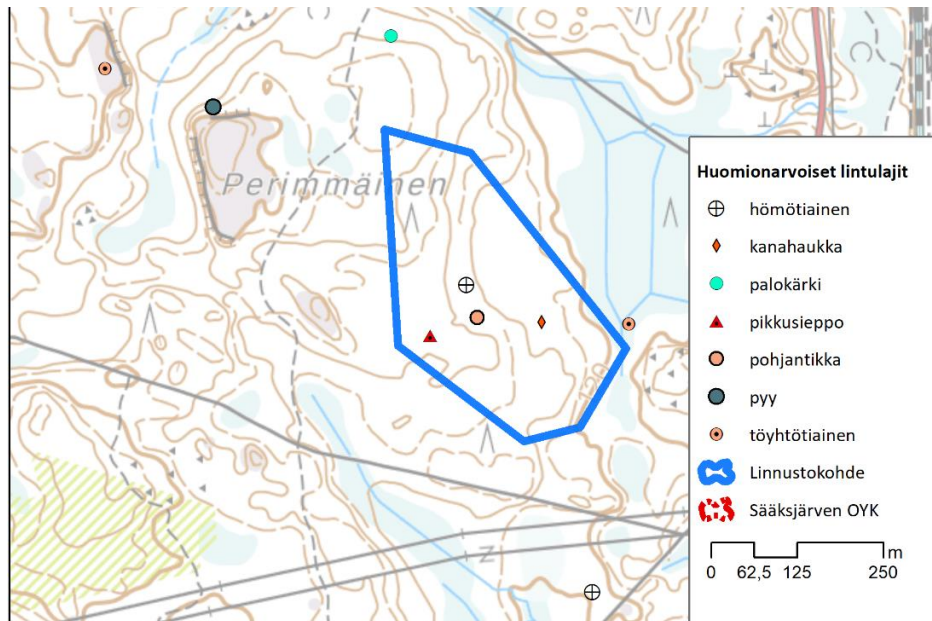 Perimmäinen
Z
Huomionarvoiset lintulajit
hömötiainen
kanahaukka
palokärki
pikkusieppo
pohjantikka
pyy
töyhtötiainen
Linnustokohde
Sääksjärven OYK
m
0 62,5 125 250